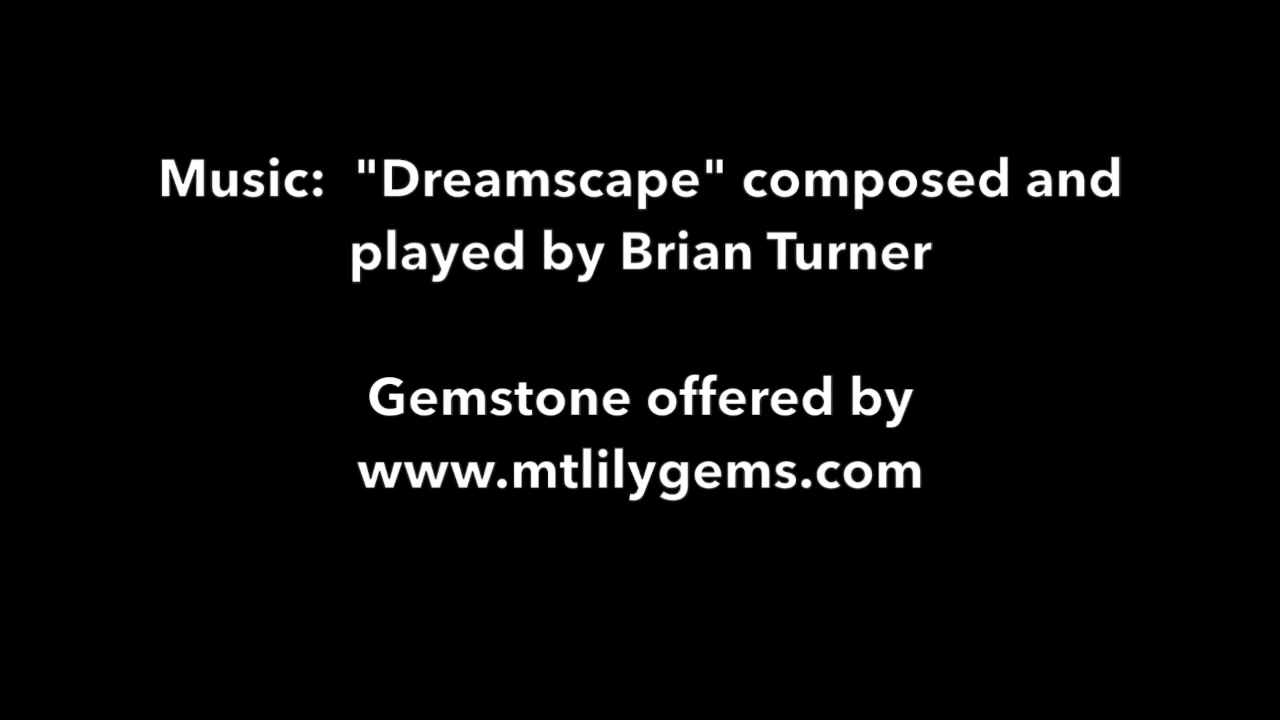 Music:  "Dreamscape" composed and
played by Brian Turner
Gemstone offered by
www.mtlilygems.com